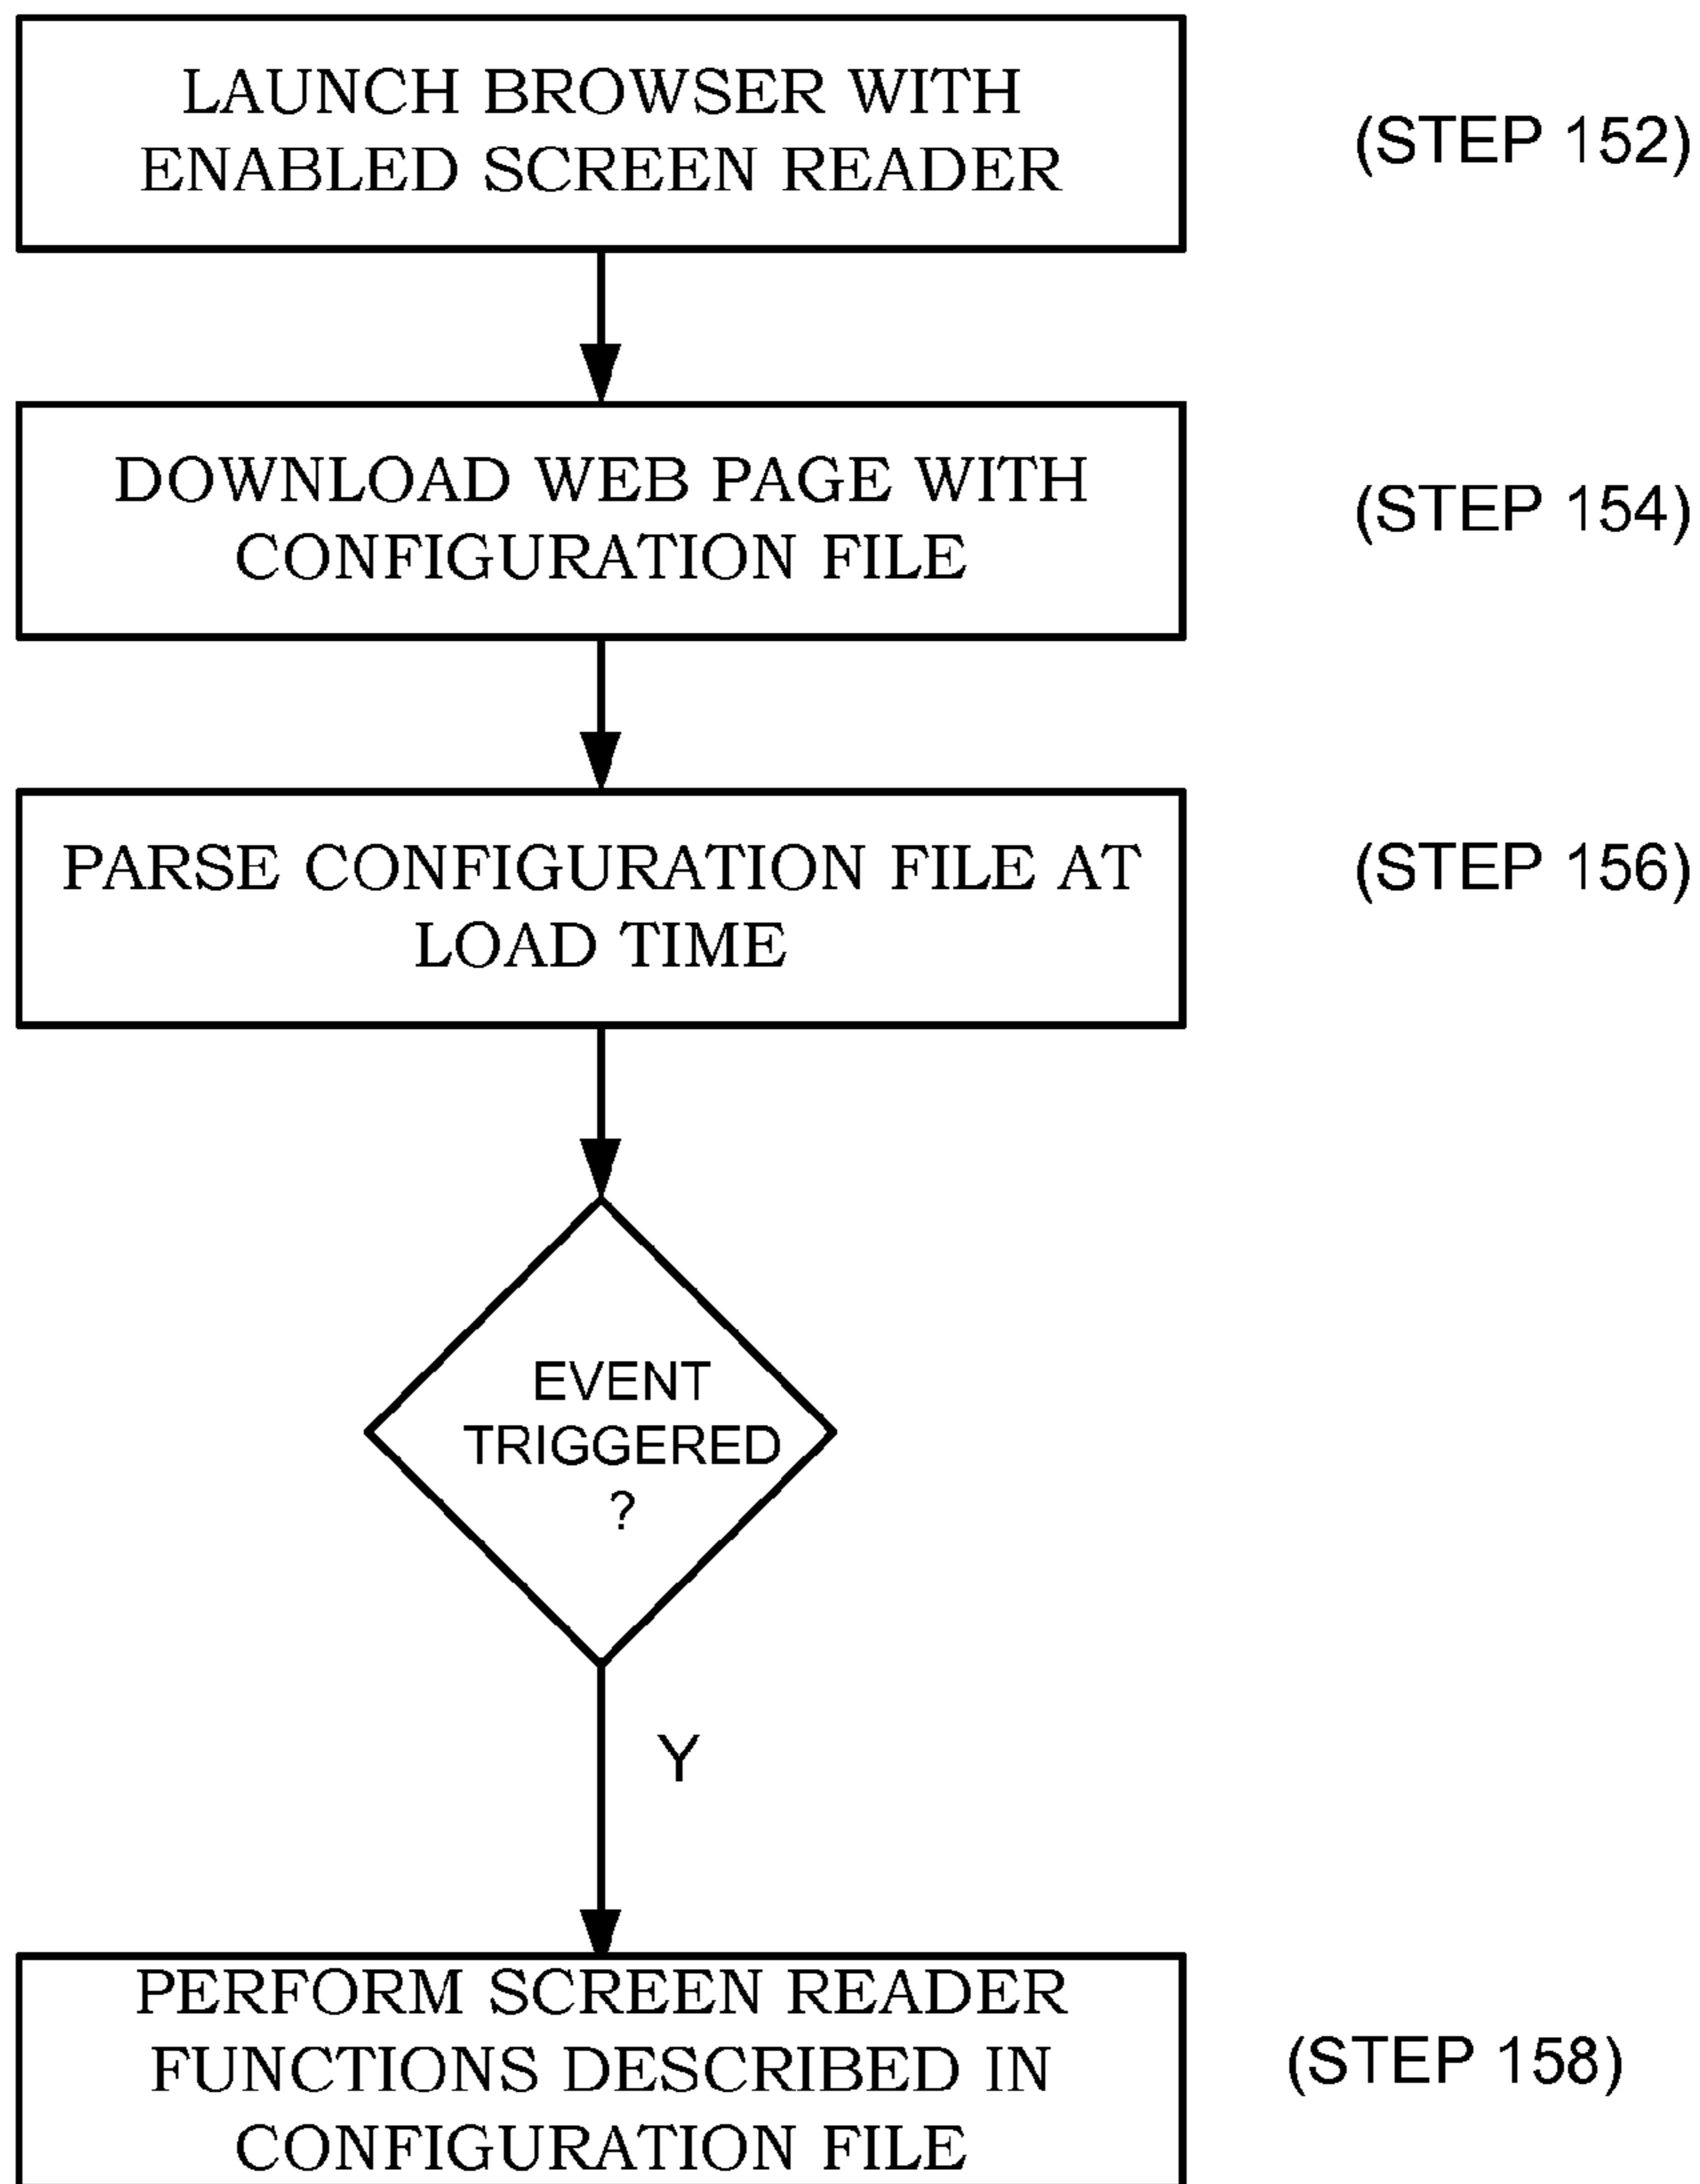 LAUNCH BROWSER WITH
ENABLED SCREEN READER
(STEP 152)
DOWNLOAD WEB PAGE WITH
CONFIGURATION FILE
(STEP 154)
PARSE CONFIGURATION FILE AT
LOAD TIME
(STEP 156)
EVENT
TRIGGERED
?
Y
PERFORM SCREEN READER
FUNCTIONS DESCRIBED IN
CONFIGURATION FILE
(STEP 158)